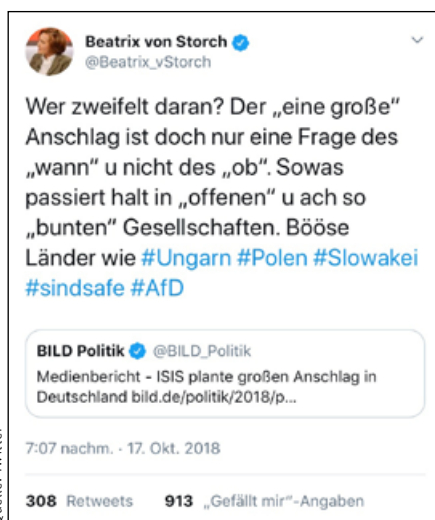 Beatrix von Storch
@Beatrix_vStorch
Wer zweifelt daran? Der „eine große“
Anschlag ist doch nur eine Frage des
„wann“ u nicht des „ob“. Sowas
passiert halt in „offenen“ u ach so
„bunten“ Gesellschaften. Bööse
Länder wie #Ungarn #Polen #Slowakei
#sindsafe #AfD
BILD Politik @BILD_Politik
Medienbericht - ISIS plante großen Anschlag in
Deutschland bild.de/politik/2018/p...
7:07 nachm. · 17. Okt. 2018
308 Retweets 913 „Gefällt mir“-Angaben